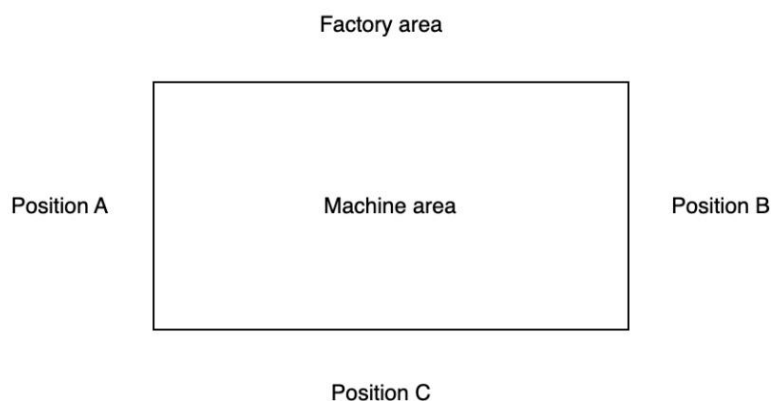 Factory area
Position A
Machine area
Position B
Position C